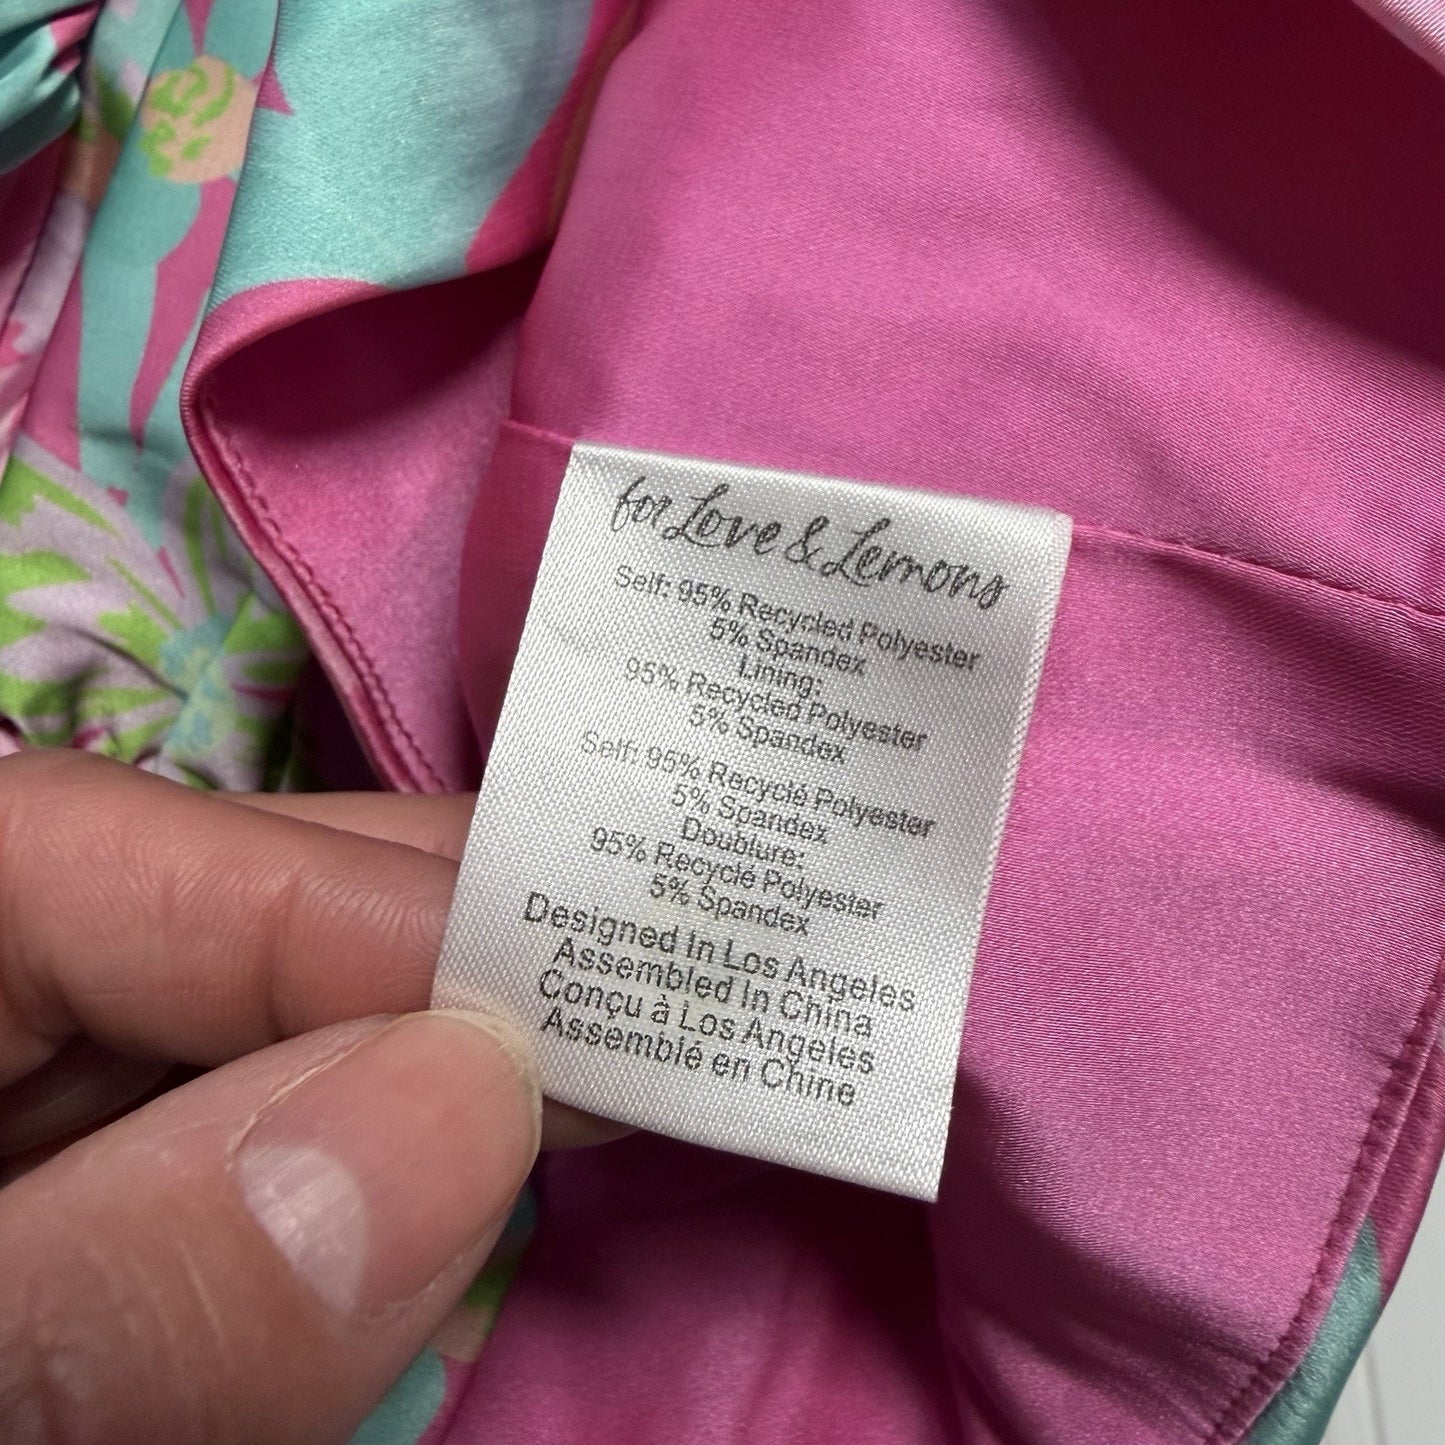 for Love & Lemons
Self: 95% Recycled Polyester
5% Spandex
Lining:
95% Recycled Polyester
5% Spandex
Self: 95% Recyclé Polyester
5% Spandex
Doublure:
95% Recyclé Polyester
5% Spandex
Designed In Los Angeles
Assembled In China
Conçu à Los Angeles
Assemblé en Chine